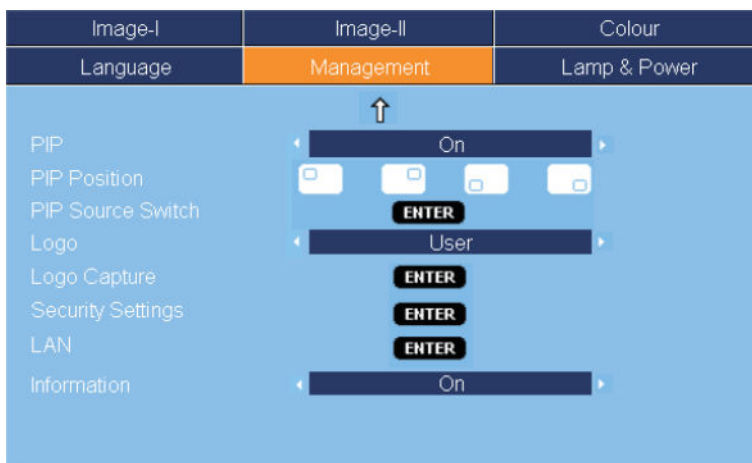 Image-I Image-II Colour
Language Management Lamp & Power
PIP On
PIP Position
PIP Source Switch ENTER
Logo User
Logo Capture ENTER
Security Settings ENTER
LAN ENTER
Information On